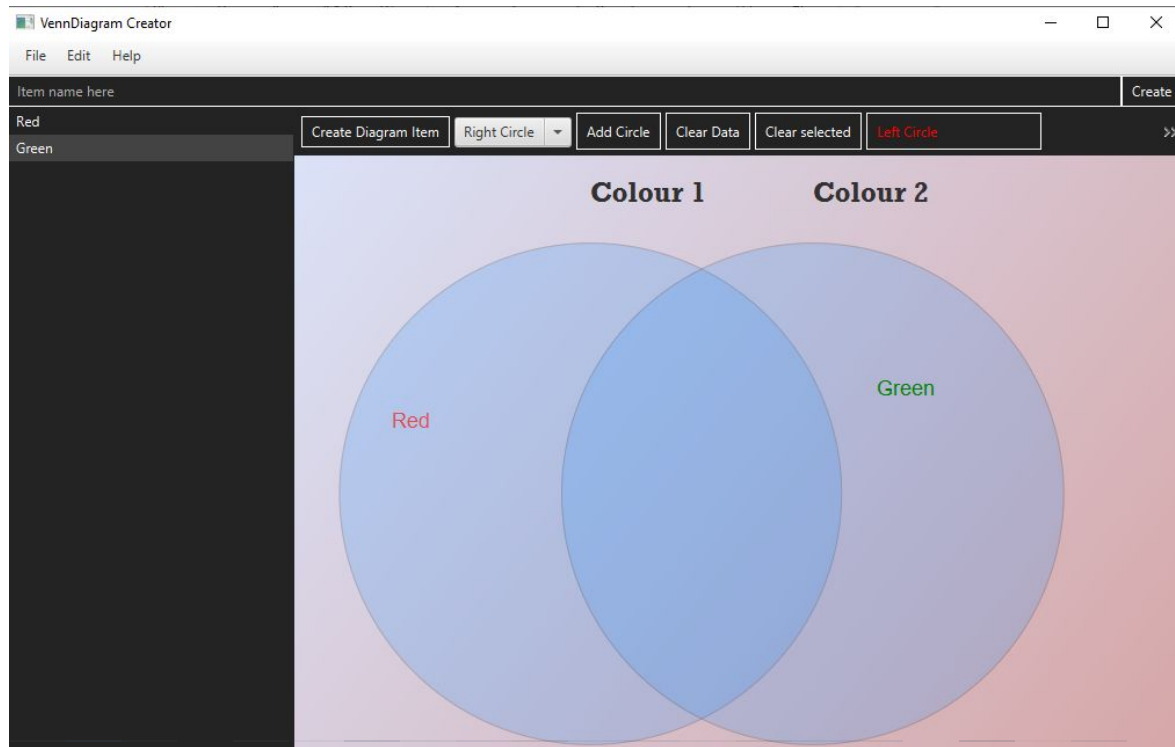 VennDiagram Creator
File Edit Help
Item name here Create
Red
Green
Create Diagram Item Right Circle Add Circle Clear Data Clear selected Left Circle >>
Colour 1 Colour 2
Red
Green